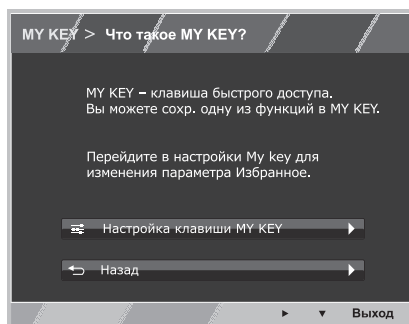 MY KEY > Что такое MY KEY?
MY KEY – клавиша быстрого доступа.
Вы можете сохр. одну из функций в MY KEY.
Перейдите в настройки My key для
изменения параметра Избранное.
Настройка клавиши MY KEY
Назад
Выход